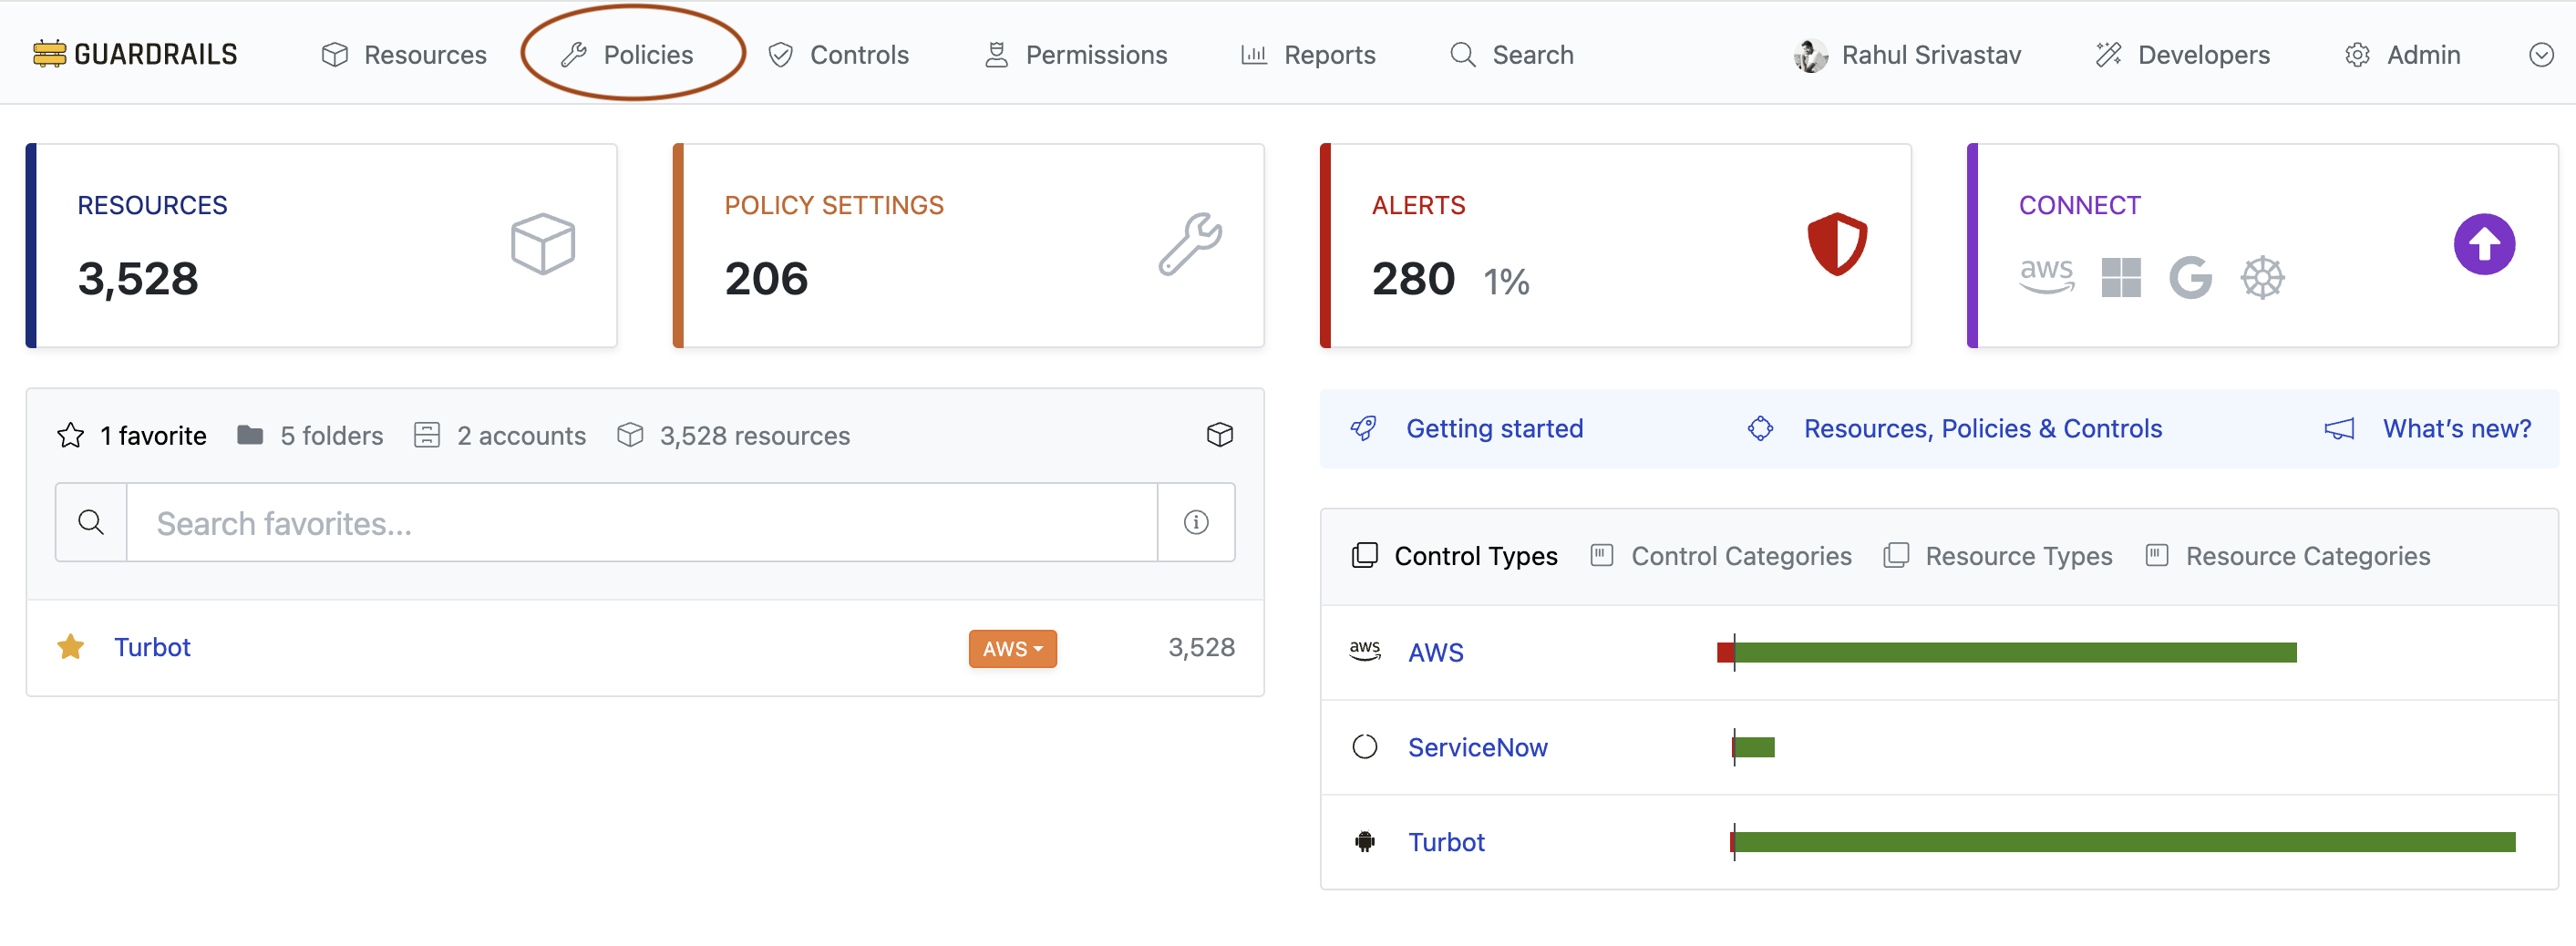 GUARDRAILS Resources Policies Controls Permissions Reports Search Rahul Srivastav Developers Admin
RESOURCES
3,528
POLICY SETTINGS
206
ALERTS
280 1%
CONNECT
aws
1 favorite 5 folders 2 accounts 3,528 resources
Search favorites...
Turbot AWS 3,528
Getting started Resources, Policies & Controls What’s new?
Control Types Control Categories Resource Types Resource Categories
aws AWS
ServiceNow
Turbot